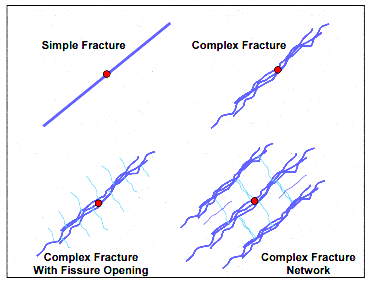 Simple Fracture
Complex Fracture
Complex Fracture
With Fissure Opening
Complex Fracture
Network